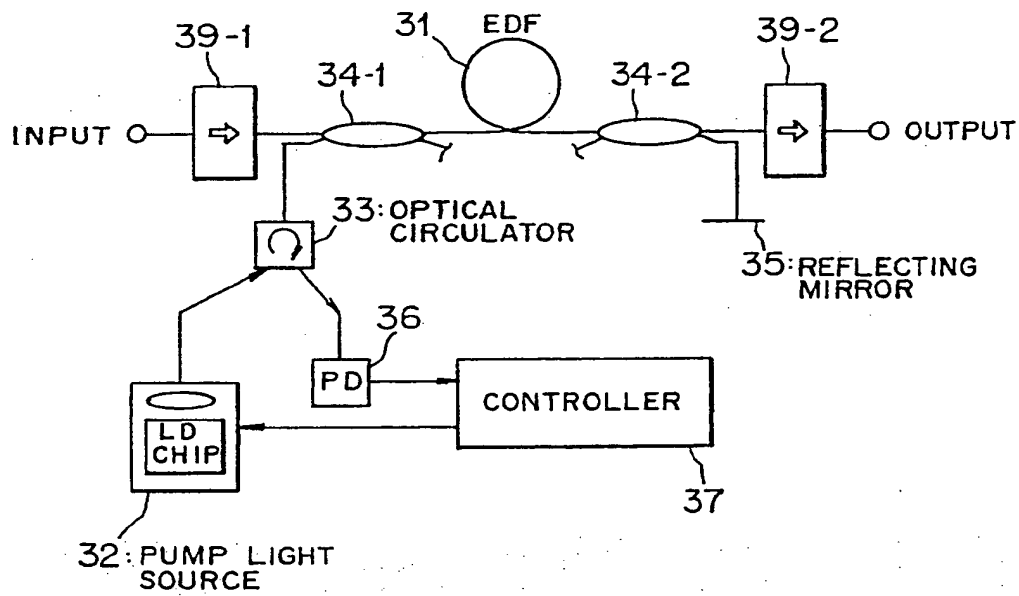 39-1
31
EDF
39-2
34-1
34-2
INPUT
OUTPUT
33: OPTICAL
CIRCULATOR
35: REFLECTING
MIRROR
36
PD
CONTROLLER
LD
CHIP
37
32: PUMP LIGHT
SOURCE